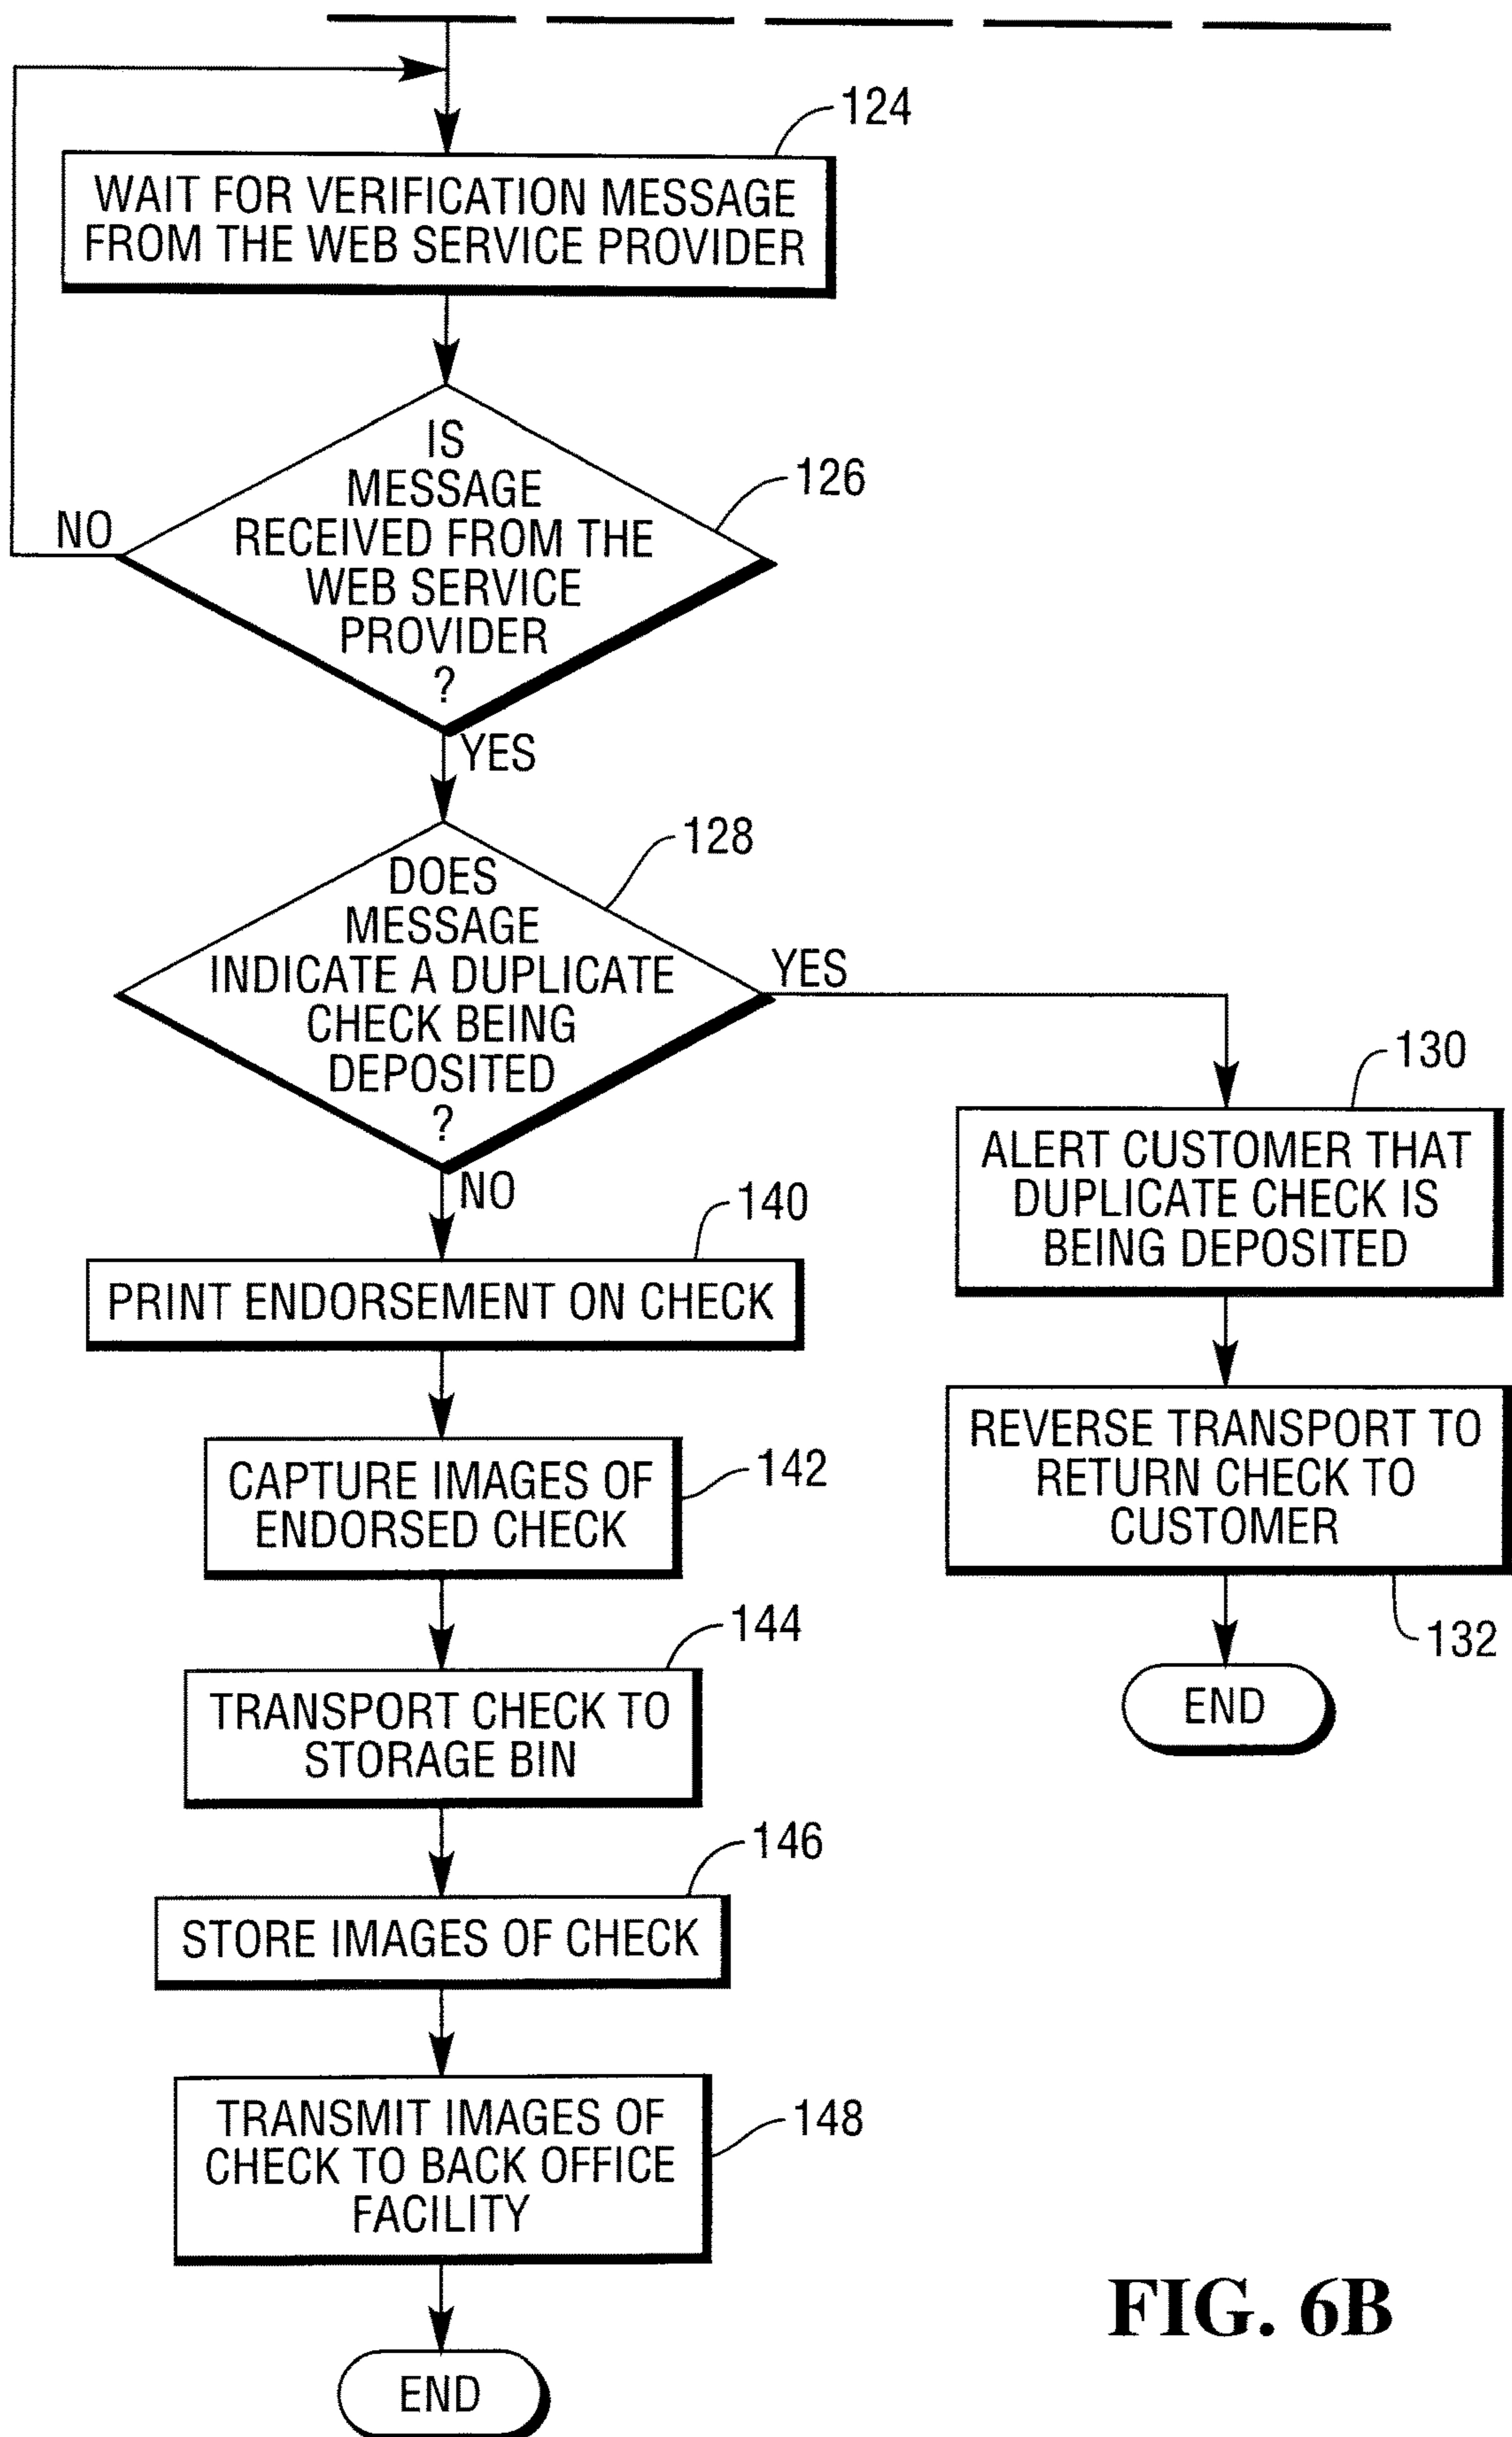 124
WAIT FOR VERIFICATION MESSAGE
FROM THE WEB SERVICE PROVIDER
IS
MESSAGE
RECEIVED FROM THE
WEB SERVICE
PROVIDER
?
126
NO
YES
128
DOES
MESSAGE
INDICATE A DUPLICATE
CHECK BEING
DEPOSITED
?
YES
NO
130
ALERT CUSTOMER THAT
DUPLICATE CHECK IS
BEING DEPOSITED
REVERSE TRANSPORT TO
RETURN CHECK TO
CUSTOMER
132
END
140
PRINT ENDORSEMENT ON CHECK
CAPTURE IMAGES OF
ENDORSED CHECK
142
144
TRANSPORT CHECK TO
STORAGE BIN
146
STORE IMAGES OF CHECK
TRANSMIT IMAGES OF
CHECK TO BACK OFFICE
FACILITY
148
END
FIG. 6B